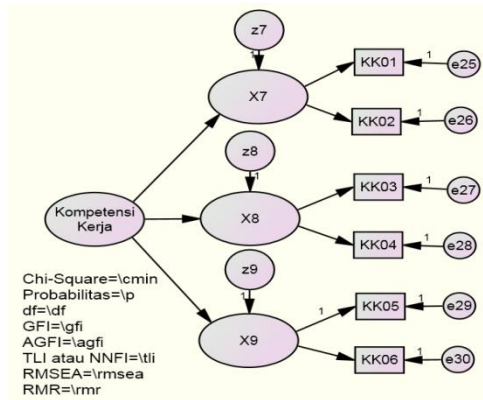 z7
1
X7
KK01
1
e25
KK02
1
e26
z8
1
X8
KK03
1
e27
KK04
1
e28
Kompetensi
Kerja
z9
1
X9
1
KK05
1
e29
KK06
1
e30
Chi-Square=\cmin
Probabilitas=\p
df=\df
GFI=\gfi
AGFI=\agfi
TLI atau NNFI=\tli
RMSEA=\rmsea
RMR=\rmr